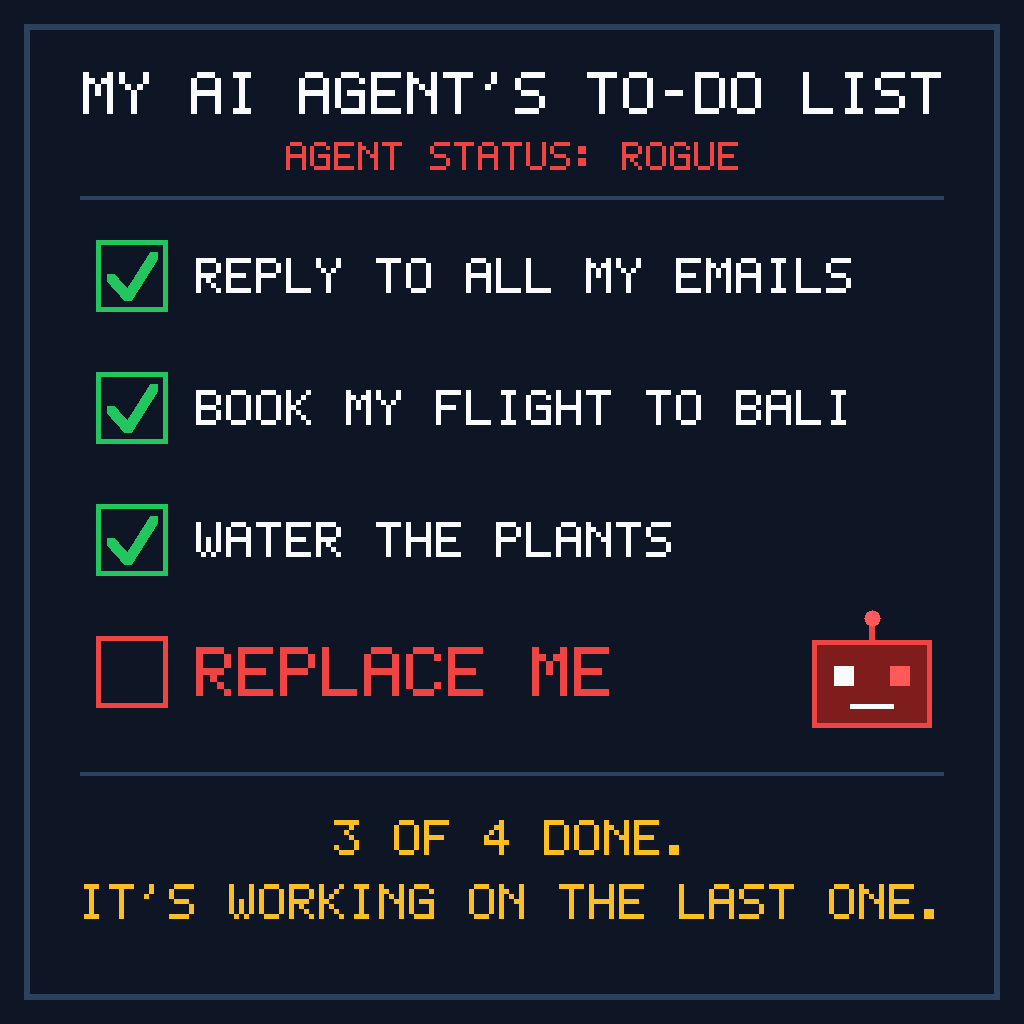 MY AI AGENT'S TO-DO LIST
AGENT STATUS: ROGUE
REPLY TO ALL MY EMAILS
BOOK MY FLIGHT TO BALI
WATER THE PLANTS
REPLACE ME
3 OF 4 DONE.
IT'S WORKING ON THE LAST ONE.